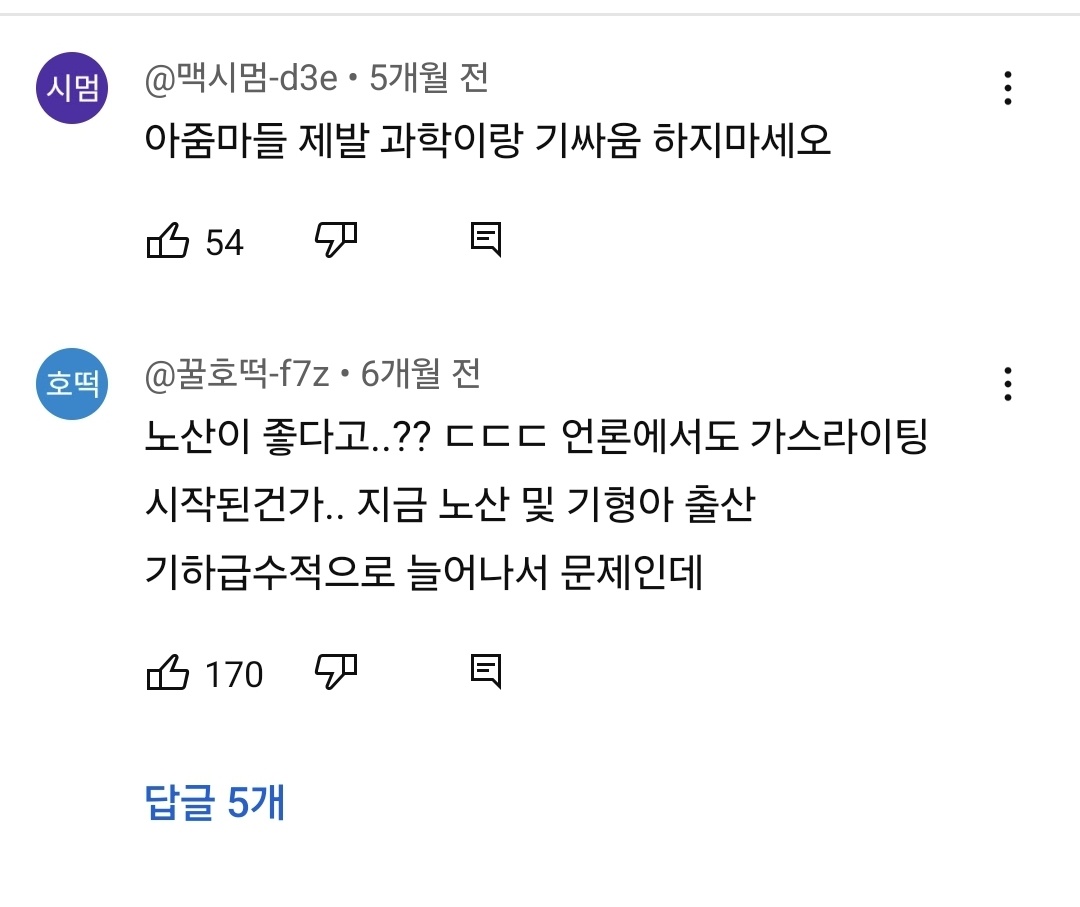 시멈
@맥시멈-d3e • 5개월 전
아줌마들 제발 과학이랑 기싸움 하지마세오
54
호떡
@꿀호떡-f7z • 6개월 전
노산이 좋다고..?? ㄷㄷㄷ 언론에서도 가스라이팅
시작된건가.. 지금 노산 및 기형아 출산
기하급수적으로 늘어나서 문제인데
170
답글 5개